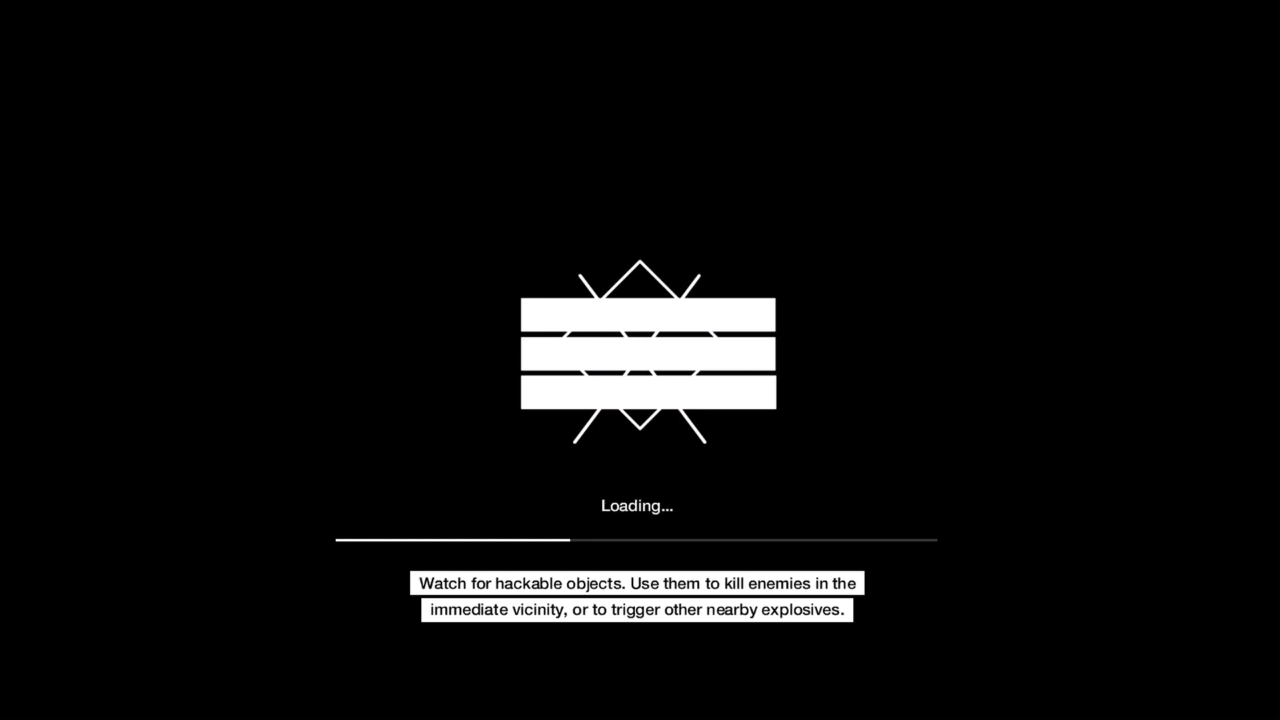 Loading...
Watch for hackable objects. Use them to kill enemies in the
immediate vicinity, or to trigger other nearby explosives.